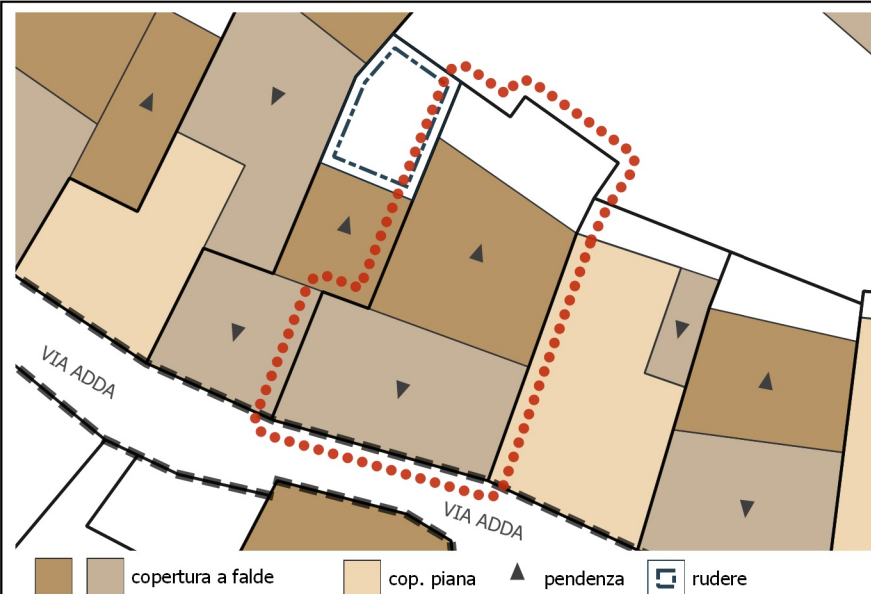 VIA ADDA
VIA ADDA
copertura a falde
cop. piana
pendenza
rudere